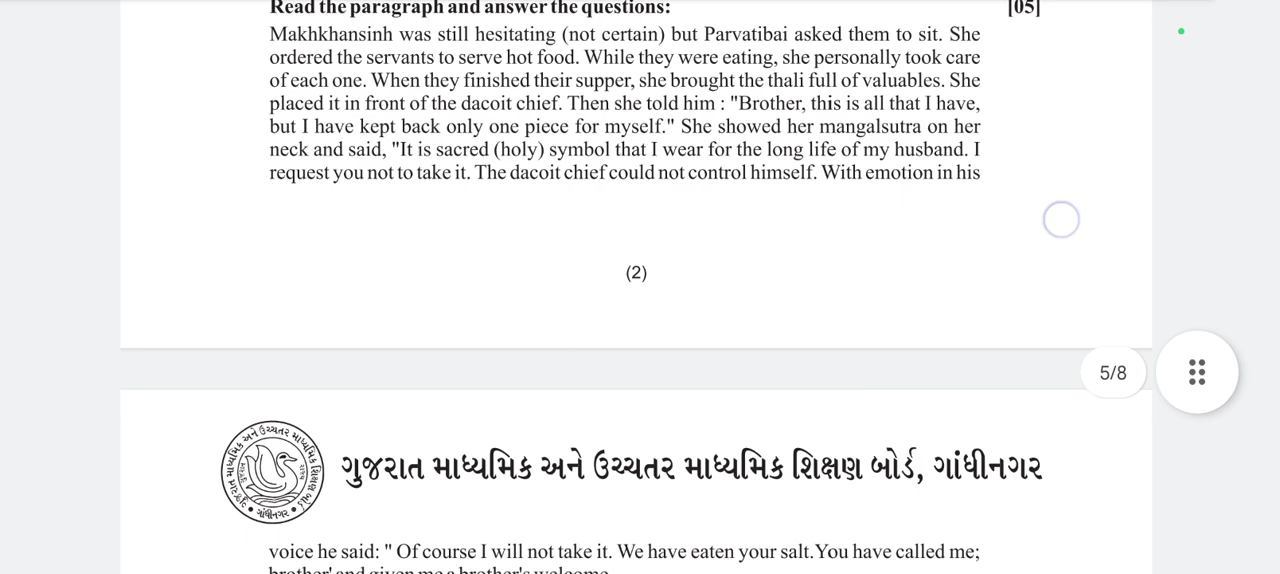 Read the paragraph and answer the questions: [05]
Makhkhansinh was still hesitating (not certain) but Parvatibai asked them to sit. She
ordered the servants to serve hot food. While they were eating, she personally took care
of each one. When they finished their supper, she brought the thali full of valuables. She
placed it in front of the dacoit chief. Then she told him : "Brother, this is all that I have,
but I have kept back only one piece for myself." She showed her mangalsutra on her
neck and said, "It is sacred (holy) symbol that I wear for the long life of my husband. I
request you not to take it. The dacoit chief could not control himself. With emotion in his
(2)
5/8
ગુજરાત માધ્યમિક અને ઉચ્ચતર માધ્યમિક શિક્ષણ બોર્ડ, ગાંધીનગર
voice he said: " Of course I will not take it. We have eaten your salt.You have called me;
brother' and given me a brother's welcome